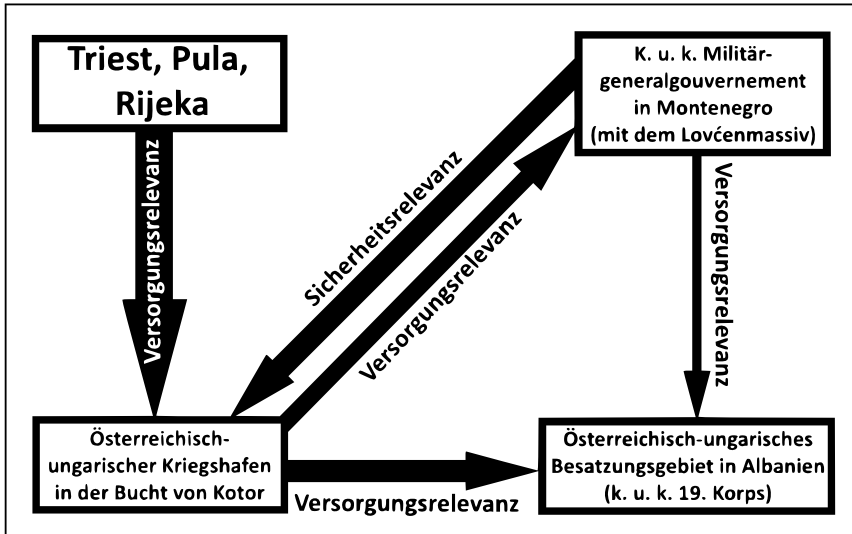 Triest, Pula,
Rijeka
K. u. k. Militär-
generalgouvernement
in Montenegro
(mit dem Lovćenmassiv)
Versorgungsrelevanz
Sicherheitsrelevanz
Versorgungsrelevanz
Versorgungsrelevanz
Österreichisch-
ungarischer Kriegshafen
in der Bucht von Kotor
Versorgungsrelevanz
Österreichisch-ungarisches
Besatzungsgebiet in Albanien
(k. u. k. 19. Korps)